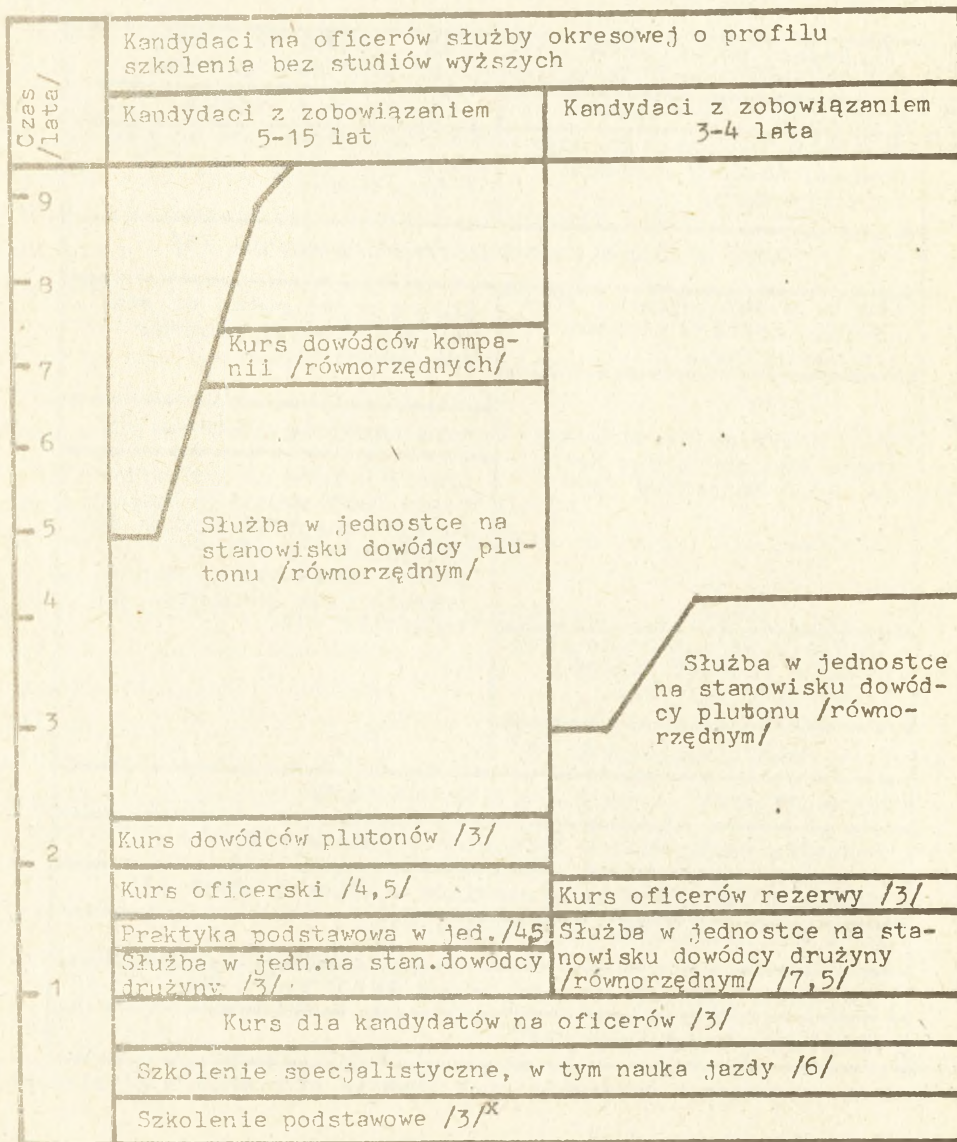 Czas
/lata/
Kandydaci na oficerów służby okresowej o profilu
szkolenia bez studiów wyższych
Kandydaci z zobowiązaniem
5-15 lat
Kandydaci z zobowiązaniem
3-4 lata
9
8
7
6
5
4
3
2
1
Kurs dowódców kompa-
nii /równorzędnych/
Służba w jednostce na
stanowisku dowódcy plu-
tonu /równorzędnym/
Służba w jednostce
na stanowisku dowód-
cy plutonu /równo-
rzędnym/
Kurs dowódców plutonów /3/
Kurs oficerski /4,5/
Kurs oficerów rezerwy /3/
Praktyka podstawowa w jed./4,5
Służba w jedn.na stan.dowódcy
drużyny /3/
Służba w jednostce na sta-
nowisku dowódcy drużyny
/równorzędnym/ /7,5/
Kurs dla kandydatów na oficerów /3/
Szkolenie specjalistyczne, w tym nauka jazdy /6/
Szkolenie podstawowe /3/x